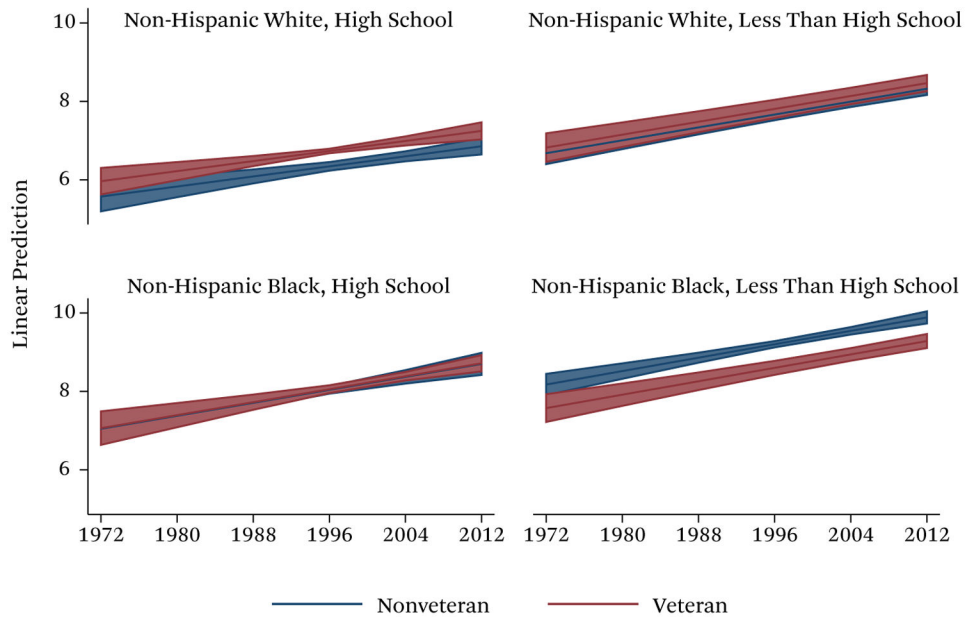 Non-Hispanic White, High School
Non-Hispanic White, Less Than High School
10
8
6
Linear Prediction
Non-Hispanic Black, High School
Non-Hispanic Black, Less Than High School
10
8
6
1972 1980 1988 1996 2004 2012
1972 1980 1988 1996 2004 2012
Nonveteran Veteran